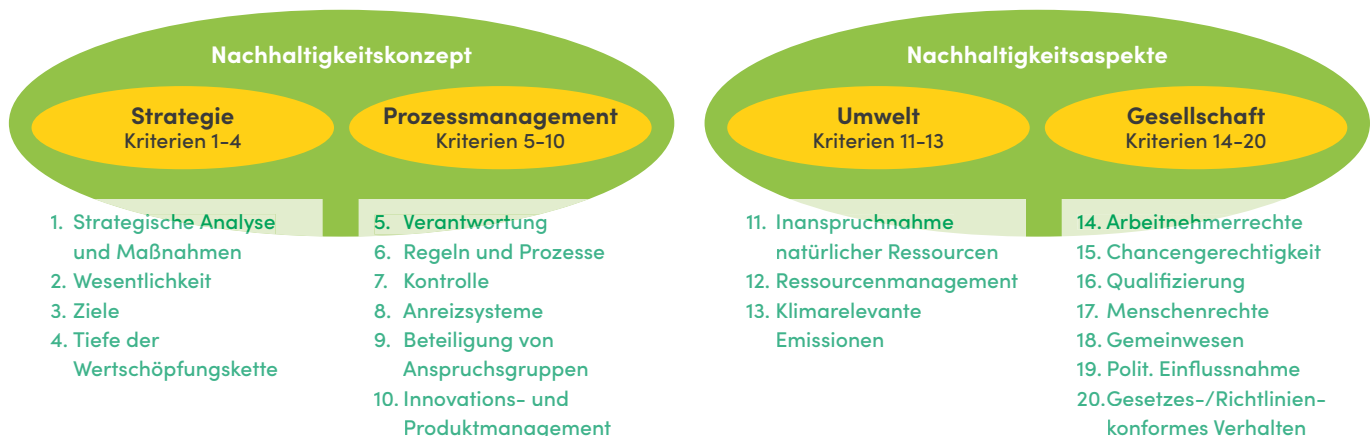 Nachhaltigkeitskonzept
Strategie
Kriterien 1-4
Prozessmanagement
Kriterien 5-10
1. Strategische Analyse
und Maßnahmen
2. Wesentlichkeit
3. Ziele
4. Tiefe der
Wertschöpfungskette
5. Verantwortung
6. Regeln und Prozesse
7. Kontrolle
8. Anreizsysteme
9. Beteiligung von
Anspruchsgruppen
10. Innovations- und
Produktmanagement
Nachhaltigkeitsaspekte
Umwelt
Kriterien 11-13
Gesellschaft
Kriterien 14-20
11. Inanspruchnahme
natürlicher Ressourcen
12. Ressourcenmanagement
13. Klimarelevante
Emissionen
14. Arbeitnehmerrechte
15. Chancengerechtigkeit
16. Qualifizierung
17. Menschenrechte
18. Gemeinwesen
19. Polit. Einflussnahme
20.Gesetzes-/Richtlinien-
konformes Verhalten